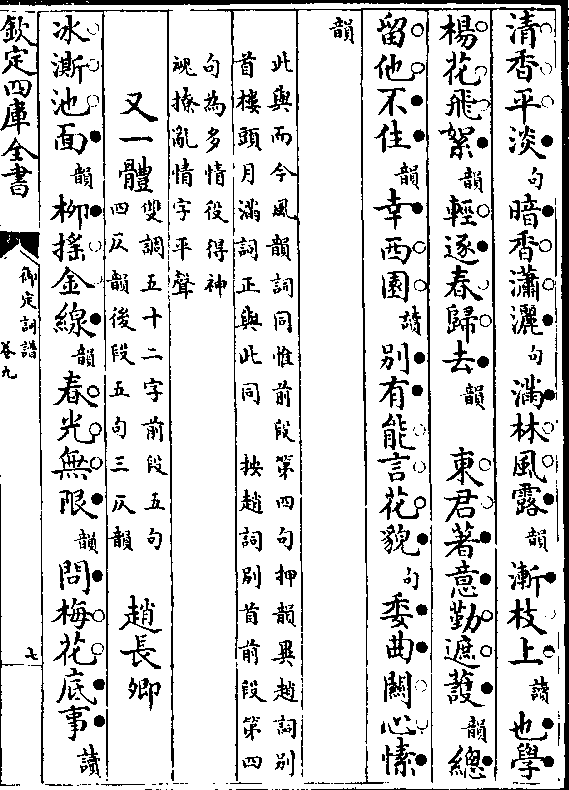 清香平淡句暗香瀟灑句滿林風露韻漸枝上讀也學
楊花飛絮韻輕逐春歸去韻　東君著意勤遮護韻總
留他不住韻幸西園讀別有能言花貌句委曲關心愫
韻
此與而今風韻詞同惟前段第四句押韻異趙詞別
首樓頭月滿詞正與此同　按趙詞別首前段第四
句為多情役得神
魂撩亂情字平聲
又一體雙調五十二字前段五句
四仄韻後段五句三仄韻　趙長卿
冰澌池面韻柳搖金線韻春光無限韻問梅花底事讀
欽定四庫全書
御定詞譜
卷九
七